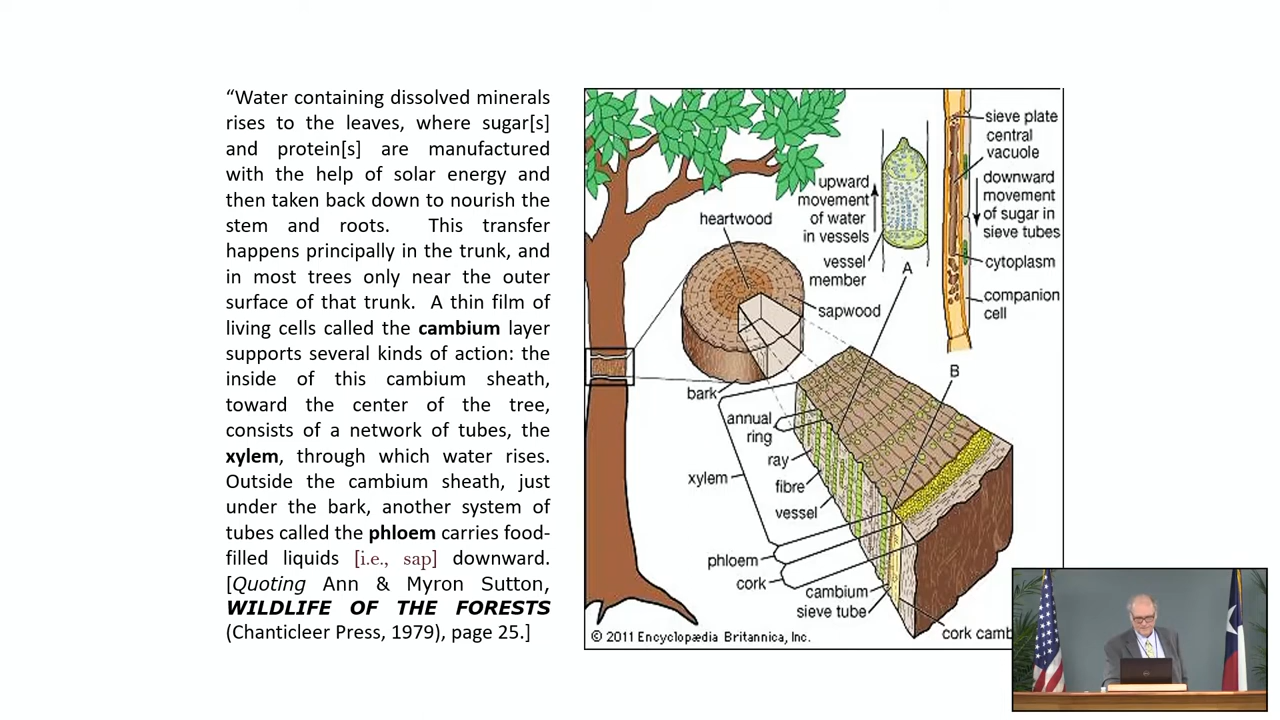 “Water containing dissolved minerals
rises to the leaves, where sugar[s]
and protein[s] are manufactured
with the help of solar energy and
then taken back down to nourish the
stem and roots. This transfer
happens principally in the trunk, and
in most trees only near the outer
surface of that trunk. A thin film of
living cells called the cambium layer
supports several kinds of action: the
inside of this cambium sheath,
toward the center of the tree,
consists of a network of tubes, the
xylem, through which water rises.
Outside the cambium sheath, just
under the bark, another system of
tubes called the phloem carries food-
filled liquids [i.e., sap] downward.
[Quoting Ann & Myron Sutton,
WILDLIFE OF THE FORESTS
(Chanticleer Press, 1979), page 25.]
sieve plate
central
vacuole
downward
movement
of sugar in
sieve tubes
cytoplasm
companion
cell
upward
movement
of water
in vessels
vessel
member
A
heartwood
sapwood
bark
B
annual
ring
ray
xylem
fibre
vessel
phloem
cork
cambium
sieve tube
cork camb
© 2011 Encyclopædia Britannica, Inc.